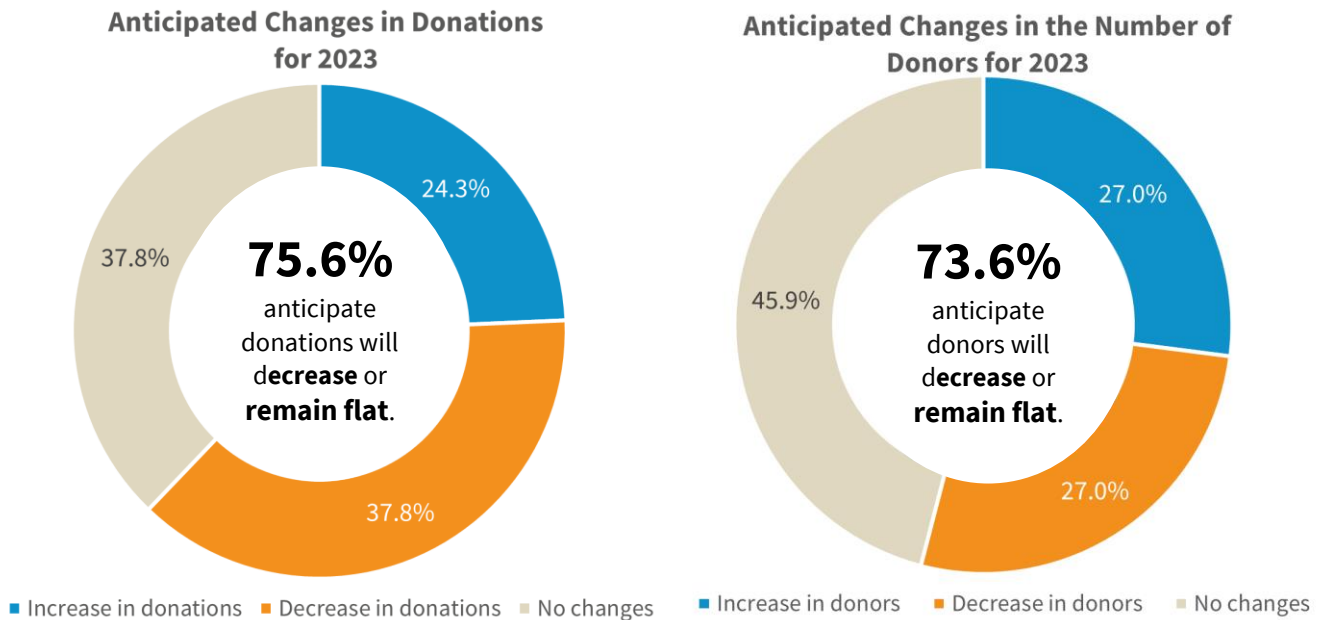 Anticipated Changes in Donations
for 2023
24.3%
37.8%
37.8%
75.6%
anticipate
donations will
decrease or
remain flat.
Increase in donations Decrease in donations No changes
Anticipated Changes in the Number of
Donors for 2023
27.0%
45.9%
27.0%
73.6%
anticipate
donors will
decrease or
remain flat.
Increase in donors Decrease in donors No changes